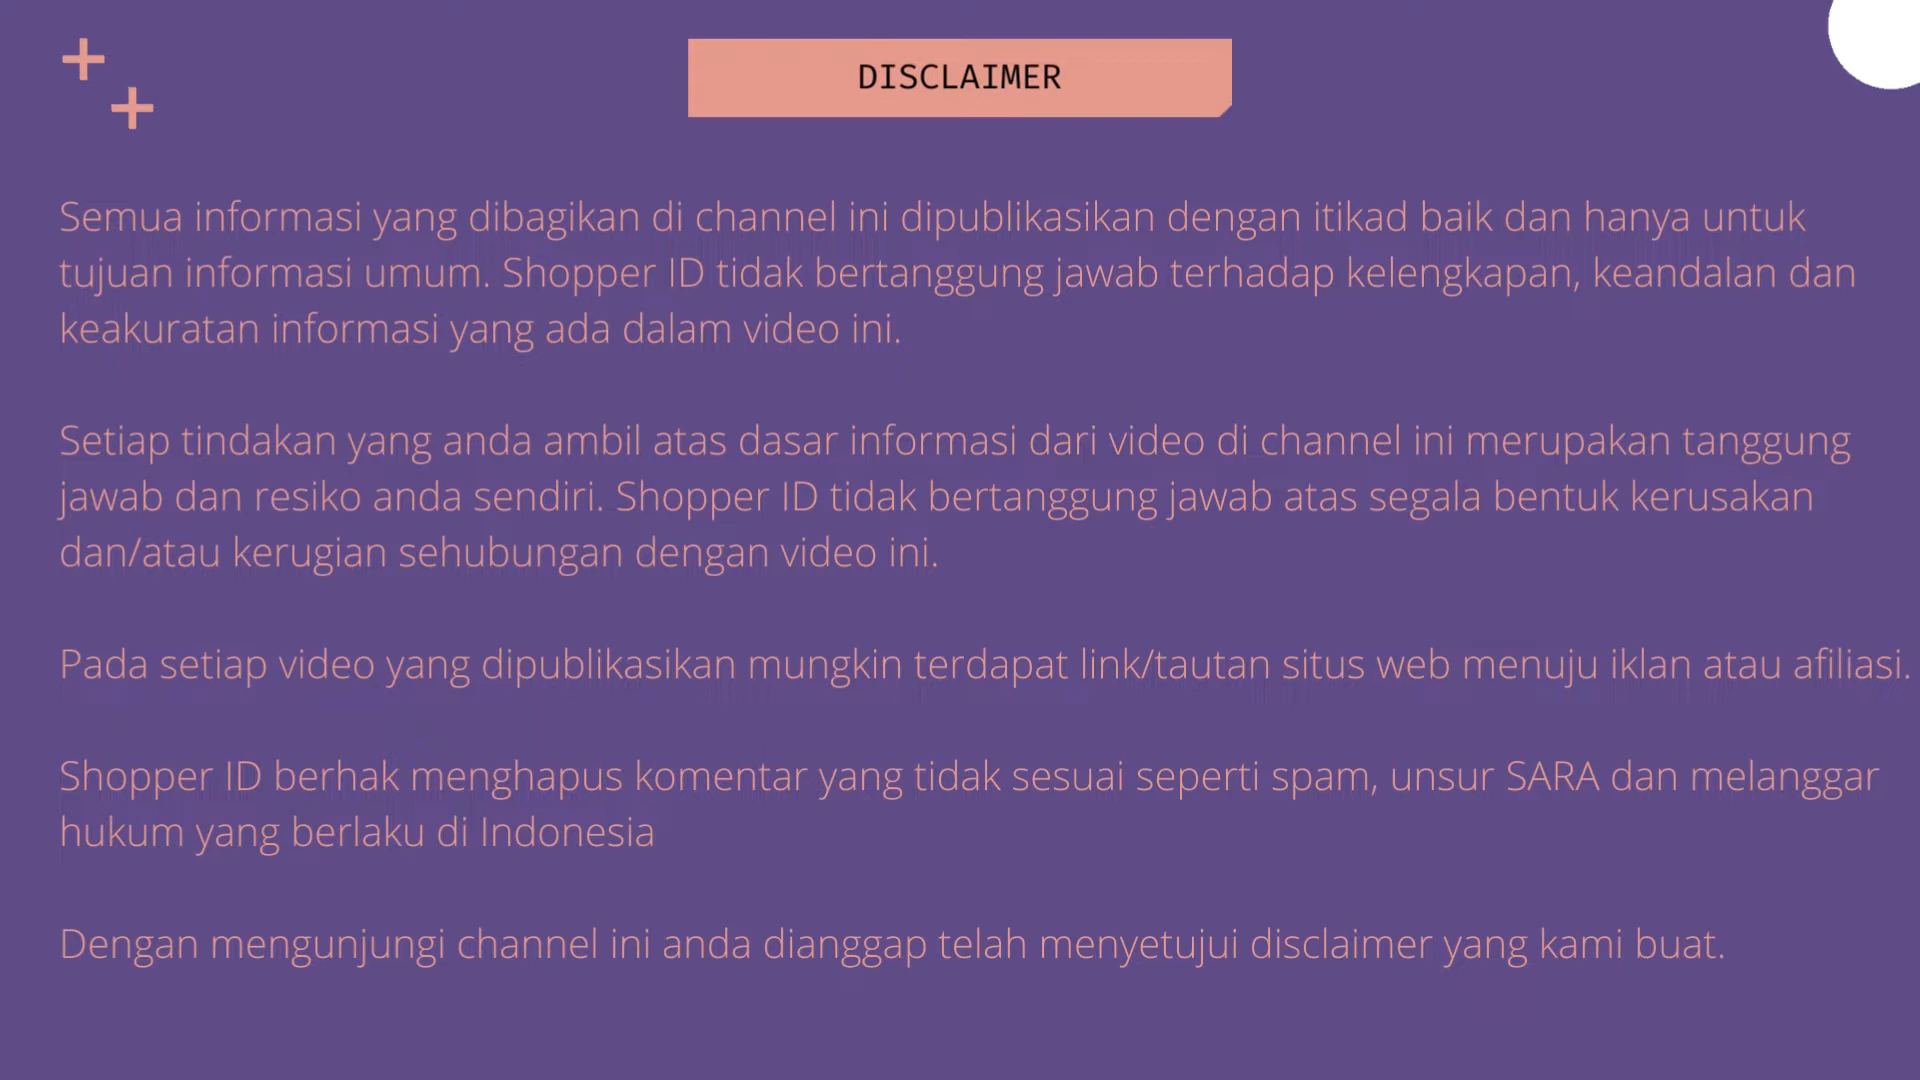 DISCLAIMER
Semua informasi yang dibagikan di channel ini dipublikasikan dengan itikad baik dan hanya untuk
tujuan informasi umum. Shopper ID tidak bertanggung jawab terhadap kelengkapan, keandalan dan
keakuratan informasi yang ada dalam video ini.
Setiap tindakan yang anda ambil atas dasar informasi dari video di channel ini merupakan tanggung
jawab dan resiko anda sendiri. Shopper ID tidak bertanggung jawab atas segala bentuk kerusakan
dan/atau kerugian sehubungan dengan video ini.
Pada setiap video yang dipublikasikan mungkin terdapat link/tautan situs web menuju iklan atau afiliasi.
Shopper ID berhak menghapus komentar yang tidak sesuai seperti spam, unsur SARA dan melanggar
hukum yang berlaku di Indonesia
Dengan mengunjungi channel ini anda dianggap telah menyetujui disclaimer yang kami buat.